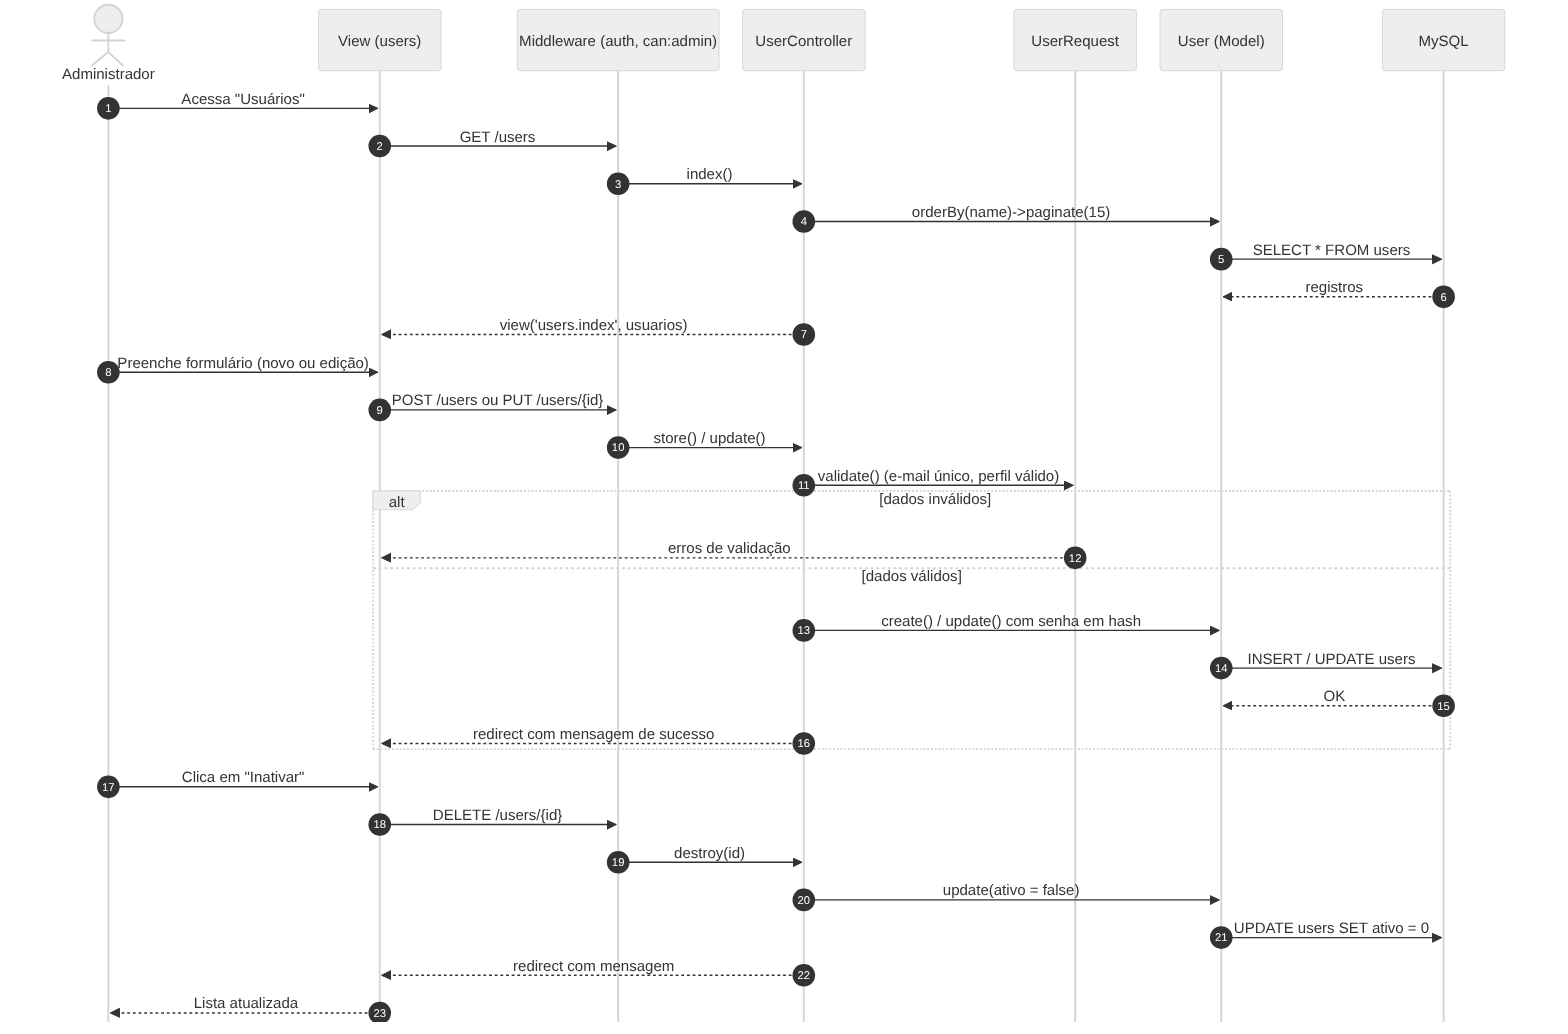 Administrador
View (users)
Middleware (auth, can:admin)
UserController
UserRequest
User (Model)
MySQL
1 Acessa "Usuários"
2 GET /users
3 index()
4 orderBy(name)->paginate(15)
5 SELECT * FROM users
6 registros
7 view('users.index', usuarios)
8 Preenche formulário (novo ou edição)
9 POST /users ou PUT /users/{id}
10 store() / update()
11 validate() (e-mail único, perfil válido)
alt [dados inválidos]
12 erros de validação
[dados válidos]
13 create() / update() com senha em hash
14 INSERT / UPDATE users
15 OK
16 redirect com mensagem de sucesso
17 Clica em "Inativar"
18 DELETE /users/{id}
19 destroy(id)
20 update(ativo = false)
21 UPDATE users SET ativo = 0
22 redirect com mensagem
23 Lista atualizada